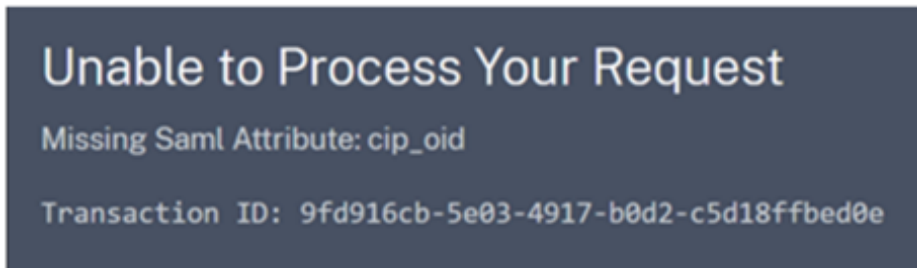 Unable to Process Your Request
Missing Saml Attribute: cip_oid
Transaction ID: 9fd916cb-5e03-4917-b0d2-c5d18ffbed0e